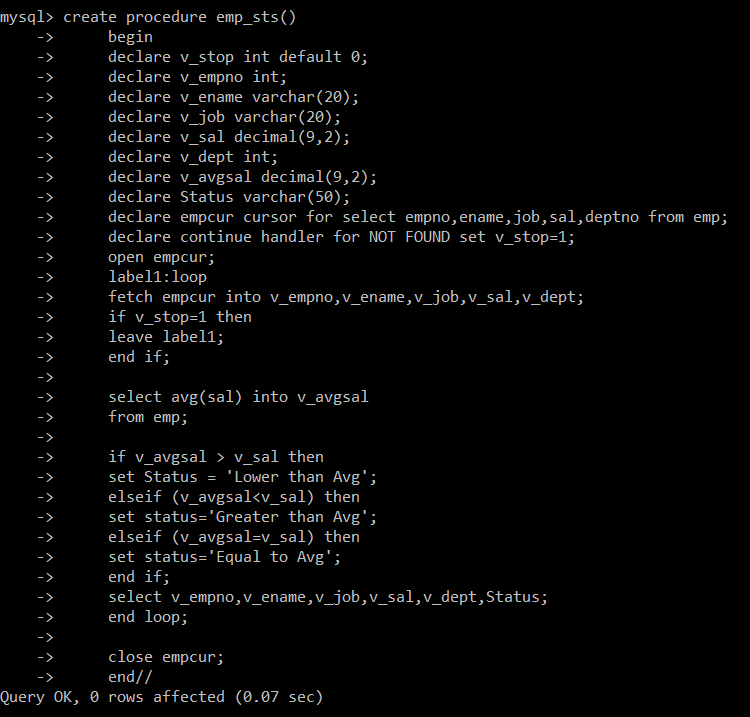 mysql> create procedure emp_sts()
    ->      begin
    ->      declare v_stop int default 0;
    ->      declare v_empno int;
    ->      declare v_ename varchar(20);
    ->      declare v_job varchar(20);
    ->      declare v_sal decimal(9,2);
    ->      declare v_dept int;
    ->      declare v_avgsal decimal(9,2);
    ->      declare Status varchar(50);
    ->      declare empcur cursor for select empno,ename,job,sal,deptno from emp;
    ->      declare continue handler for NOT FOUND set v_stop=1;
    ->      open empcur;
    ->      label1:loop
    ->      fetch empcur into v_empno,v_ename,v_job,v_sal,v_dept;
    ->      if v_stop=1 then
    ->      leave label1;
    ->      end if;
    ->
    ->      select avg(sal) into v_avgsal
    ->      from emp;
    ->
    ->      if v_avgsal > v_sal then
    ->      set Status = 'Lower than Avg';
    ->      elseif (v_avgsal<v_sal) then
    ->      set status='Greater than Avg';
    ->      elseif (v_avgsal=v_sal) then
    ->      set status='Equal to Avg';
    ->      end if;
    ->      select v_empno,v_ename,v_job,v_sal,v_dept,Status;
    ->      end loop;
    ->
    ->      close empcur;
    ->      end//
Query OK, 0 rows affected (0.07 sec)